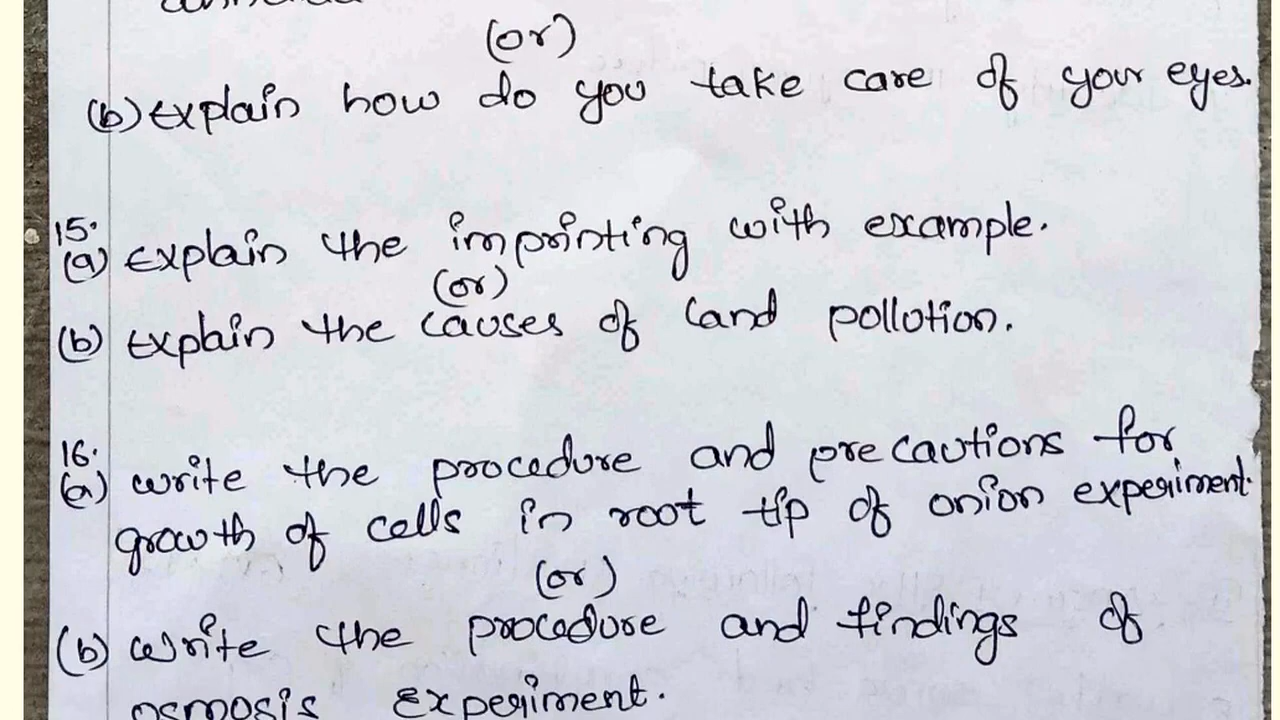 (or)
(b) Explain how do you take care of your eyes.
15.
(a) Explain the imprinting with example.
(or)
(b) Explain the causes of land pollution.
16.
(a) write the procedure and precautions for
growth of cells in root tip of onion experiment.
(or)
(b) Write the procedure and findings of
osmosis Experiment.